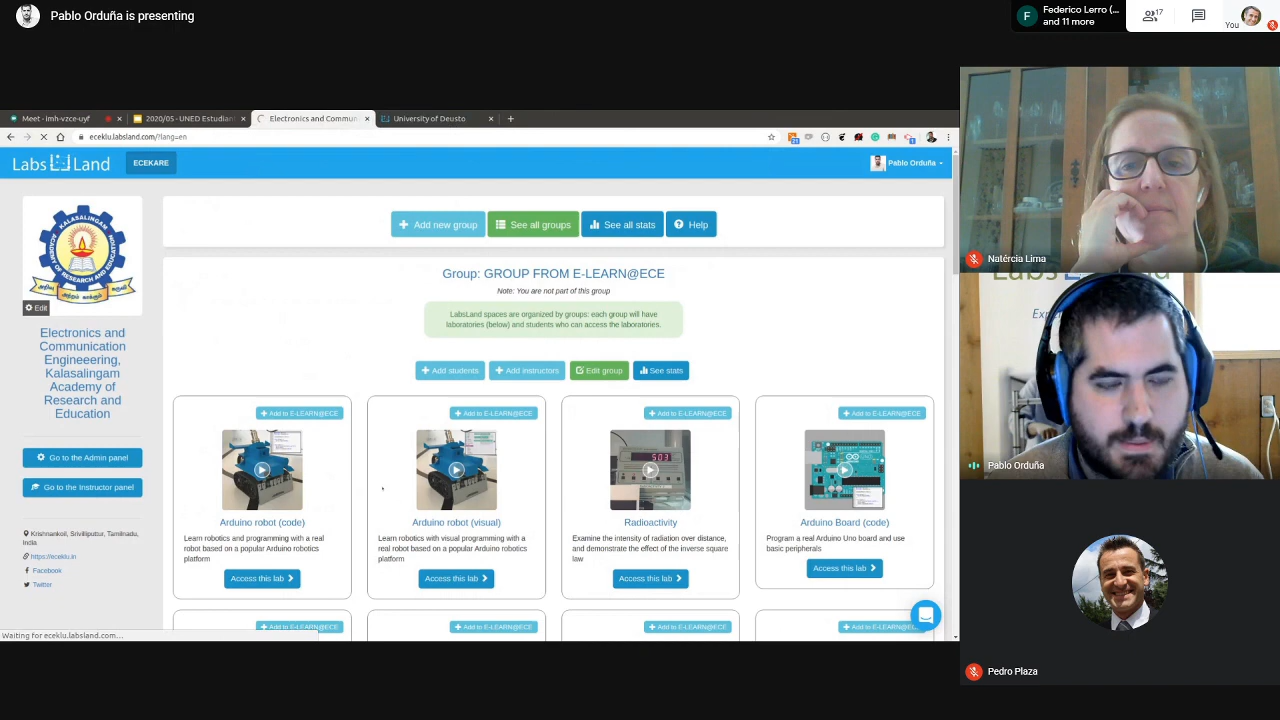 Pablo Orduña is presenting
F
Federico Lerro (...
and 11 more
17
You
Meet - imh-vzce-uyf
2020/05 - UNED Estudian
Electronics and Commun
University of Deusto
eceklu.labsland.com/?lang=en
Labs Land
ECEKARE
Pablo Orduña
KALASALINGAM
ACADEMY OF RESEARCH AND EDUCATION
Edit
Electronics and
Communication
Engineeering,
Kalasalingam
Academy of
Research and
Education
Go to the Admin panel
Go to the Instructor panel
Krishnankoil, Srivilliputtur, Tamilnadu,
India
https://eceklu.in
Facebook
Twitter
Waiting for eceklu.labsland.com...
Add new group
See all groups
See all stats
Help
Group: GROUP FROM E-LEARN@ECE
Note: You are not part of this group
LabsLand spaces are organized by groups: each group will have
laboratories (below) and students who can access the laboratories.
Add students
Add instructors
Edit group
See stats
Add to E-LEARN@ECE
Arduino robot (code)
Learn robotics and programming with a real
robot based on a popular Arduino robotics
platform
Access this lab
Add to E-LEARN@ECE
Arduino robot (visual)
Learn robotics with visual programming with a
real robot based on a popular Arduino robotics
platform
Access this lab
Add to E-LEARN@ECE
503
Radioactivity
Examine the intensity of radiation over distance,
and demonstrate the effect of the inverse square
law
Access this lab
Add to E-LEARN@ECE
Arduino Board (code)
Program a real Arduino Uno board and use
basic peripherals
Access this lab
Add to E-LEARN@ECE
Add to E-LEARN@ECE
Add to E-LEARN@ECE
Add to E-LEARN@ECE
Natércia Lima
Pablo Orduña
Pedro Plaza